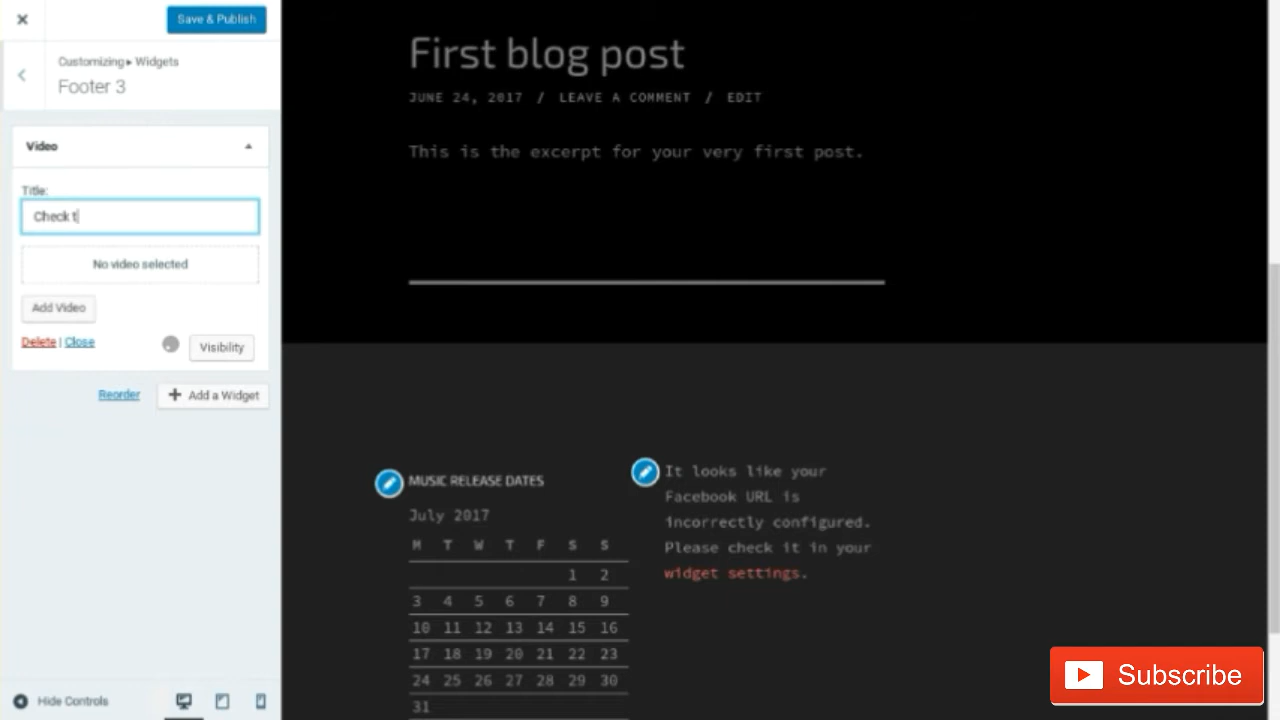 Save & Publish
Customizing ▸ Widgets
Footer 3
Video
Title:
Check t
No video selected
Add Video
Delete | Close
Visibility
Reorder
Add a Widget
Hide Controls
First blog post
JUNE 24, 2017 / LEAVE A COMMENT / EDIT
This is the excerpt for your very first post.
MUSIC RELEASE DATES
July 2017
M T W T F S S
1 2
3 4 5 6 7 8 9
10 11 12 13 14 15 16
17 18 19 20 21 22 23
24 25 26 27 28 29 30
31
It looks like your
Facebook URL is
incorrectly configured.
Please check it in your
widget settings.
Subscribe